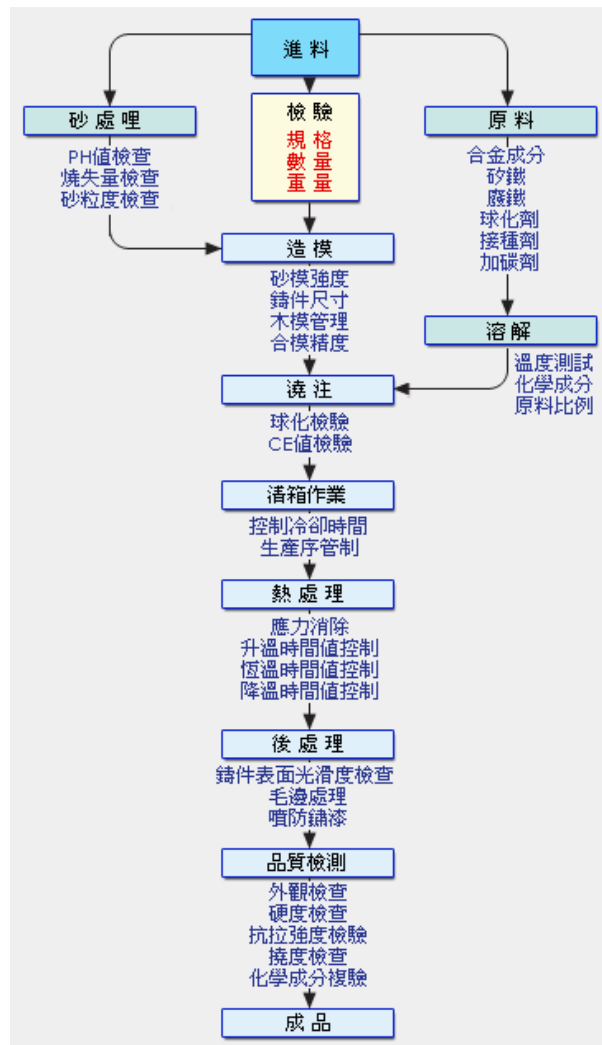 進 料
砂 處 哩
PH值檢查
燒失量檢查
砂粒度檢查
檢 驗
規 格
數 量
重 量
原 料
合金成分
矽鐵
廢鐵
球化劑
接種劑
加碳劑
造 模
砂模強度
鑄件尺寸
木模管理
合模精度
溶 解
溫度測試
化學成分
原料比例
澆 注
球化檢驗
CE值檢驗
清箱作業
控制冷卻時間
生產序管制
熱 處 理
應力消除
升溫時間值控制
恆溫時間值控制
降溫時間值控制
後 處 理
鑄件表面光滑度檢查
毛邊處理
噴防鏽漆
品質檢測
外觀檢查
硬度檢查
抗拉強度檢驗
撓度檢查
化學成分複驗
成 品